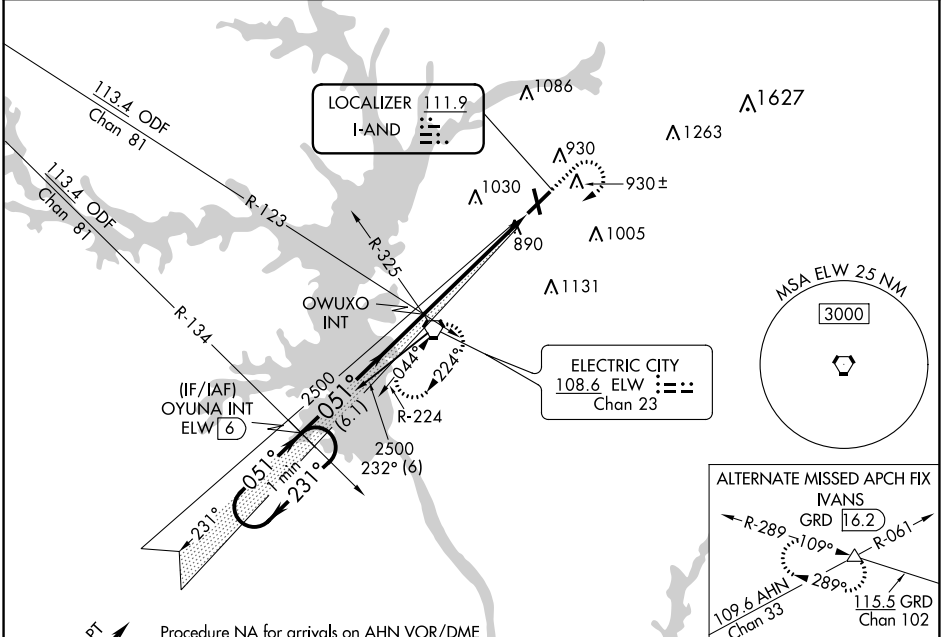 113.4 ODF
Chan 81
113.4 ODF
Chan 81
LOCALIZER 111.9
I-AND
1086
1627
1263
930
930 ±
1030
890
1005
1131
R-123
R-325
R-134
OWUXO
INT
MSA ELW 25 NM
3000
ELECTRIC CITY
108.6 ELW
Chan 23
(IF/IAF)
OYUNA INT
ELW 6
2500
051°
(6.1)
044°
224°
R-224
2500
232° (6)
051°
1 min
231°
231°
ALTERNATE MISSED APCH FIX
IVANS
GRD 16.2
R-289
109°
R-061
289°
109.6 AHN
Chan 33
115.5 GRD
Chan 102
PT
Procedure NA for arrivals on AHN VOR/DME